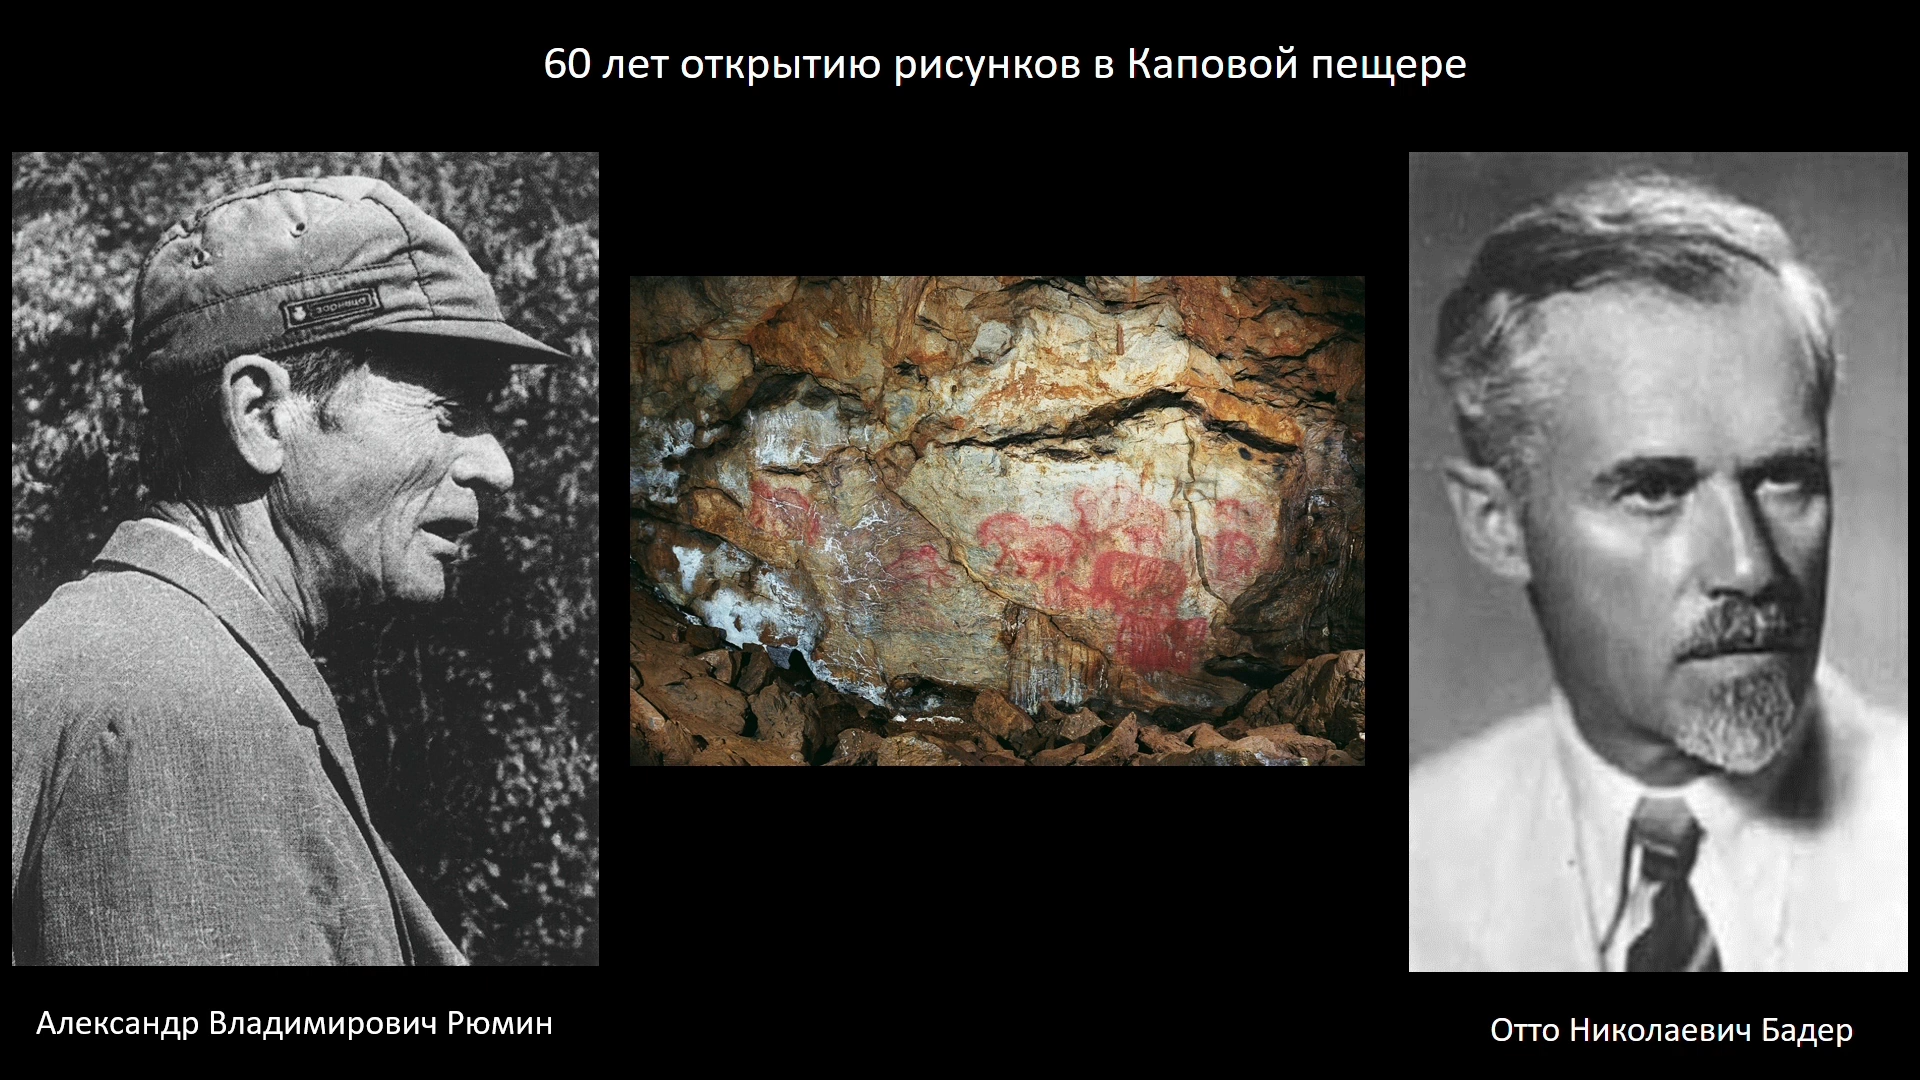 60 лет открытию рисунков в Каповой пещере
Александр Владимирович Рюмин
Отто Николаевич Бадер